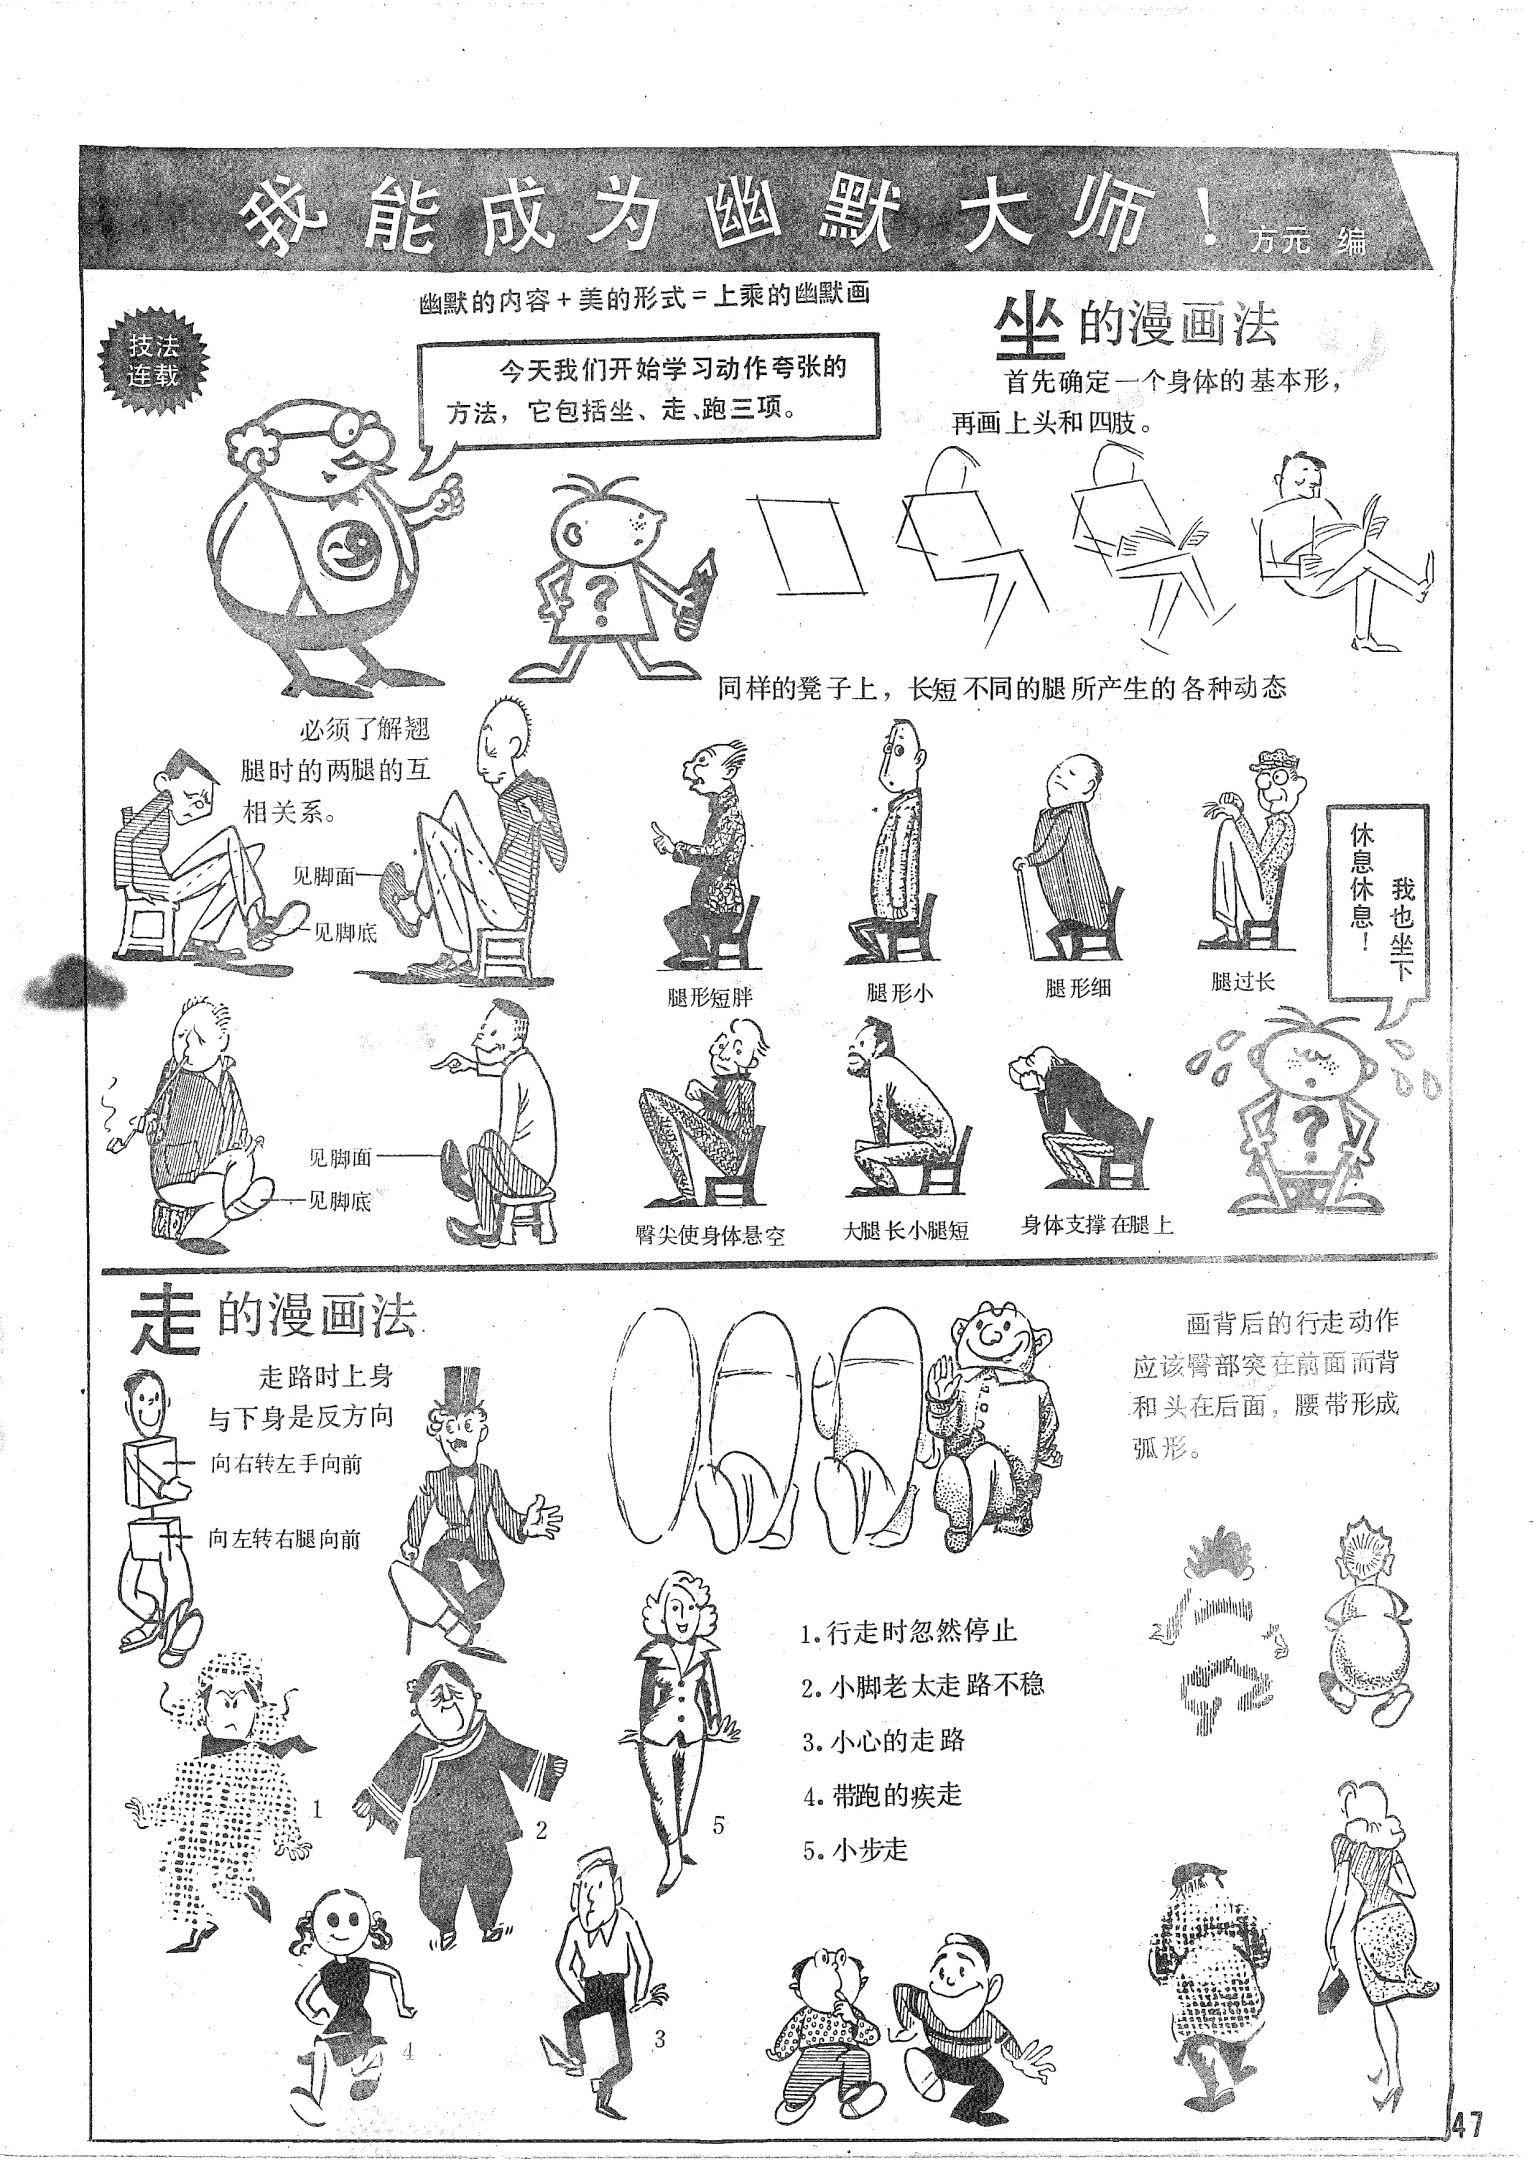 我能成为幽默大师！
万元 编
幽默的内容+美的形式=上乘的幽默画
技法
连载
今天我们开始学习动作夸张的
方法，它包括坐、走、跑三项。
坐的漫画法
首先确定一个身体的基本形，
再画上头和四肢。
?
同样的凳子上，长短不同的腿所产生的各种动态
必须了解翘
腿时的两腿的互
相关系。
见脚面
见脚底
腿形短胖
腿形小
腿形细
腿过长
我也坐下
休息休息！
见脚面
见脚底
?
臀尖使身体悬空
大腿长小腿短
身体支撑在腿上
走的漫画法
走路时上身
与下身是反方向
向右转左手向前
向左转右腿向前
画背后的行走动作
应该臀部突在前面而背
和头在后面，腰带形成
弧形。
1.行走时忽然停止
2.小脚老太走路不稳
3.小心的走路
4.带跑的疾走
5.小步走
1
2
5
4
3
47